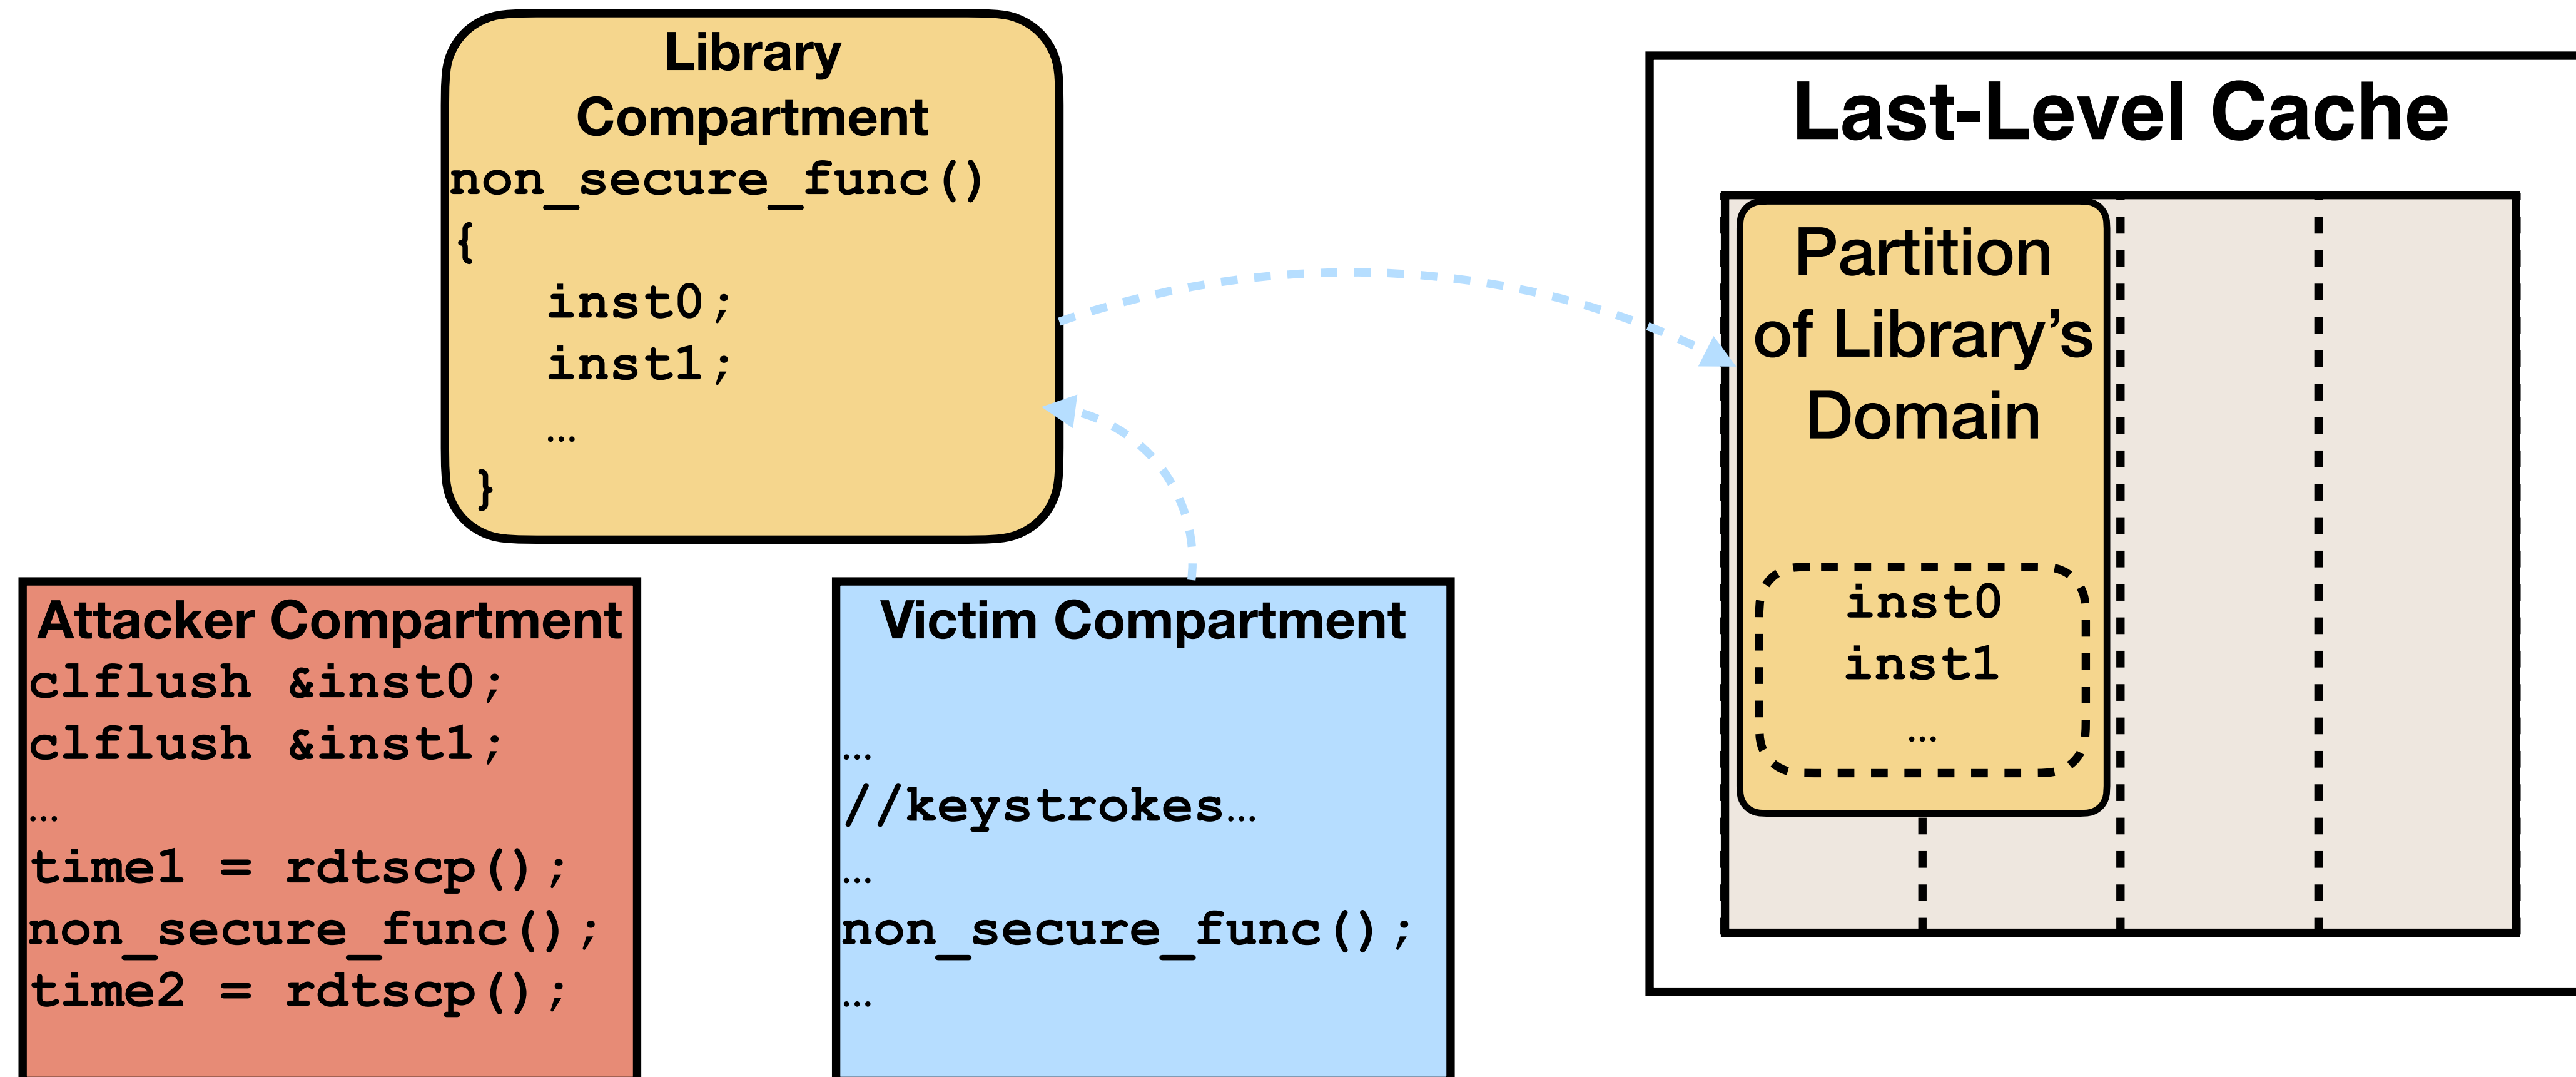 Library
Compartment
non_secure_func()
{
inst0;
inst1;
…
}
Attacker Compartment
clflush &inst0;
clflush &inst1;
…
time1 = rdtscp();
non_secure_func();
time2 = rdtscp();
Victim Compartment
…
//keystrokes…
…
non_secure_func();
…
Last-Level Cache
Partition
of Library’s
Domain
inst0
inst1
…